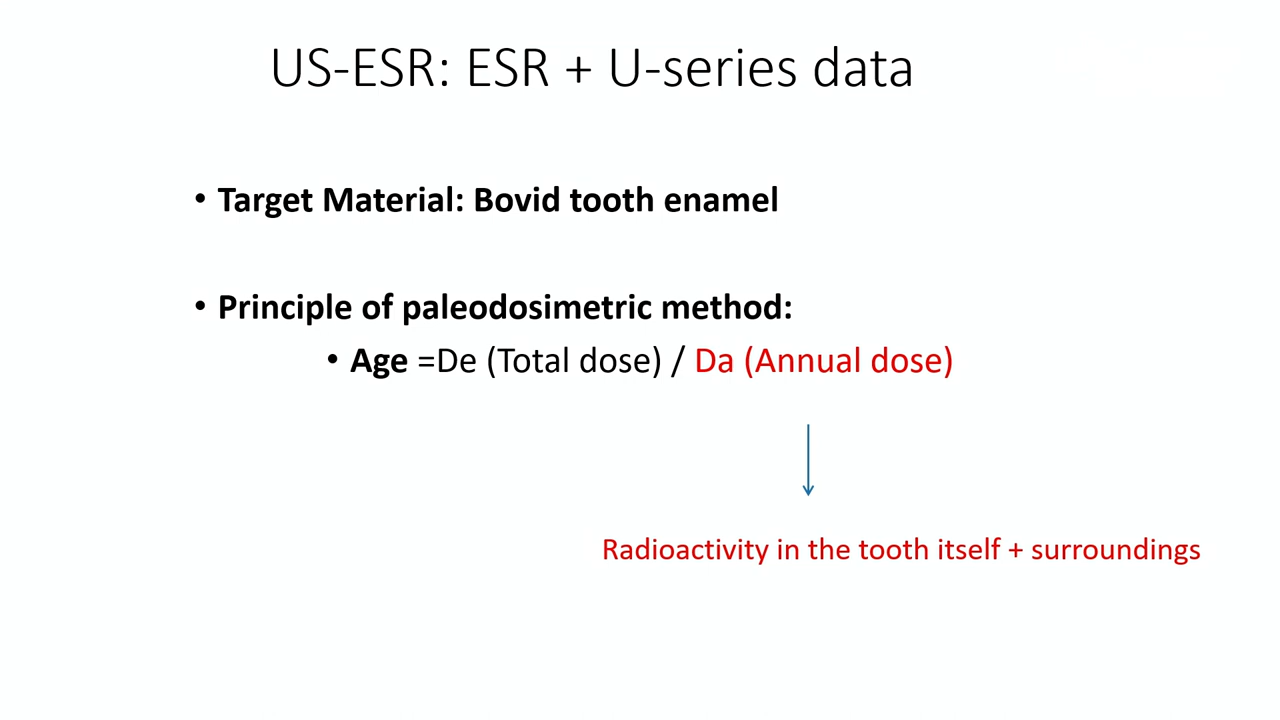 US-ESR: ESR + U-series data
• Target Material: Bovid tooth enamel
• Principle of paleodosimetric method:
• Age =De (Total dose) / Da (Annual dose)
Radioactivity in the tooth itself + surroundings